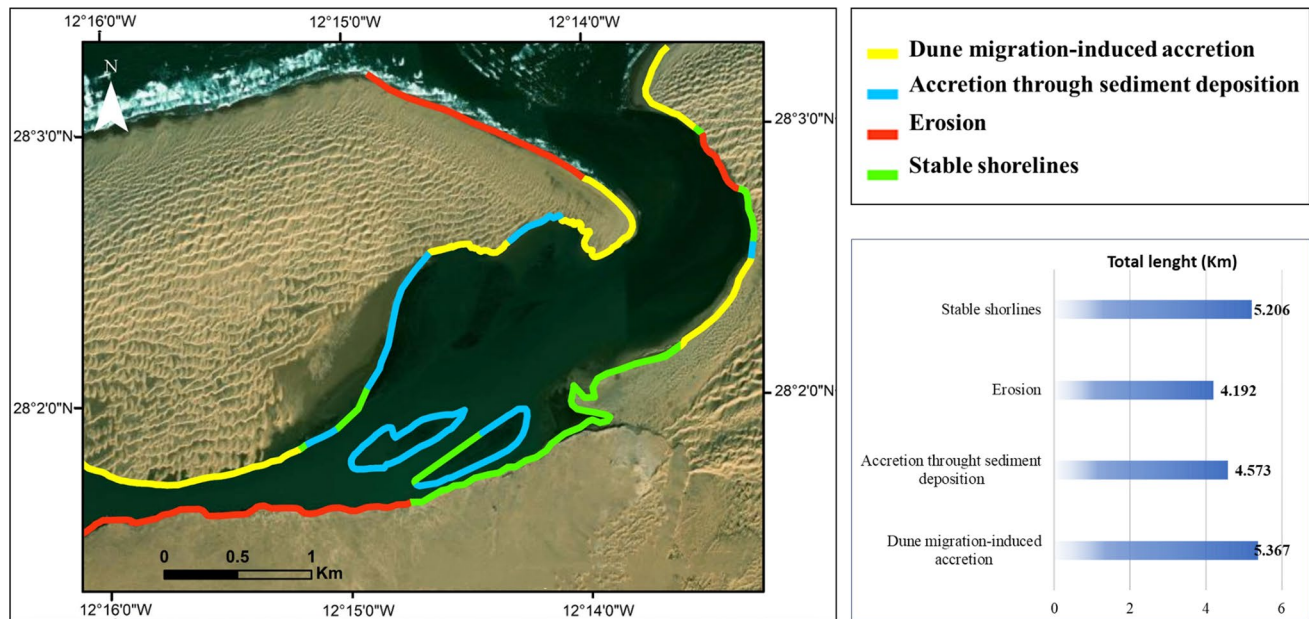 12°16'0"W 12°15'0"W 12°14'0"W
N
28°3'0"N 28°3'0"N
28°2'0"N 28°2'0"N
0 0.5 1
Km
12°16'0"W 12°15'0"W 12°14'0"W
Dune migration-induced accretion
Accretion through sediment deposition
Erosion
Stable shorelines
Total lenght (Km)
Stable shorlines 5.206
Erosion 4.192
Accretion throught sediment
deposition
4.573
Dune migration-induced
accretion
5.367
0 2 4 6